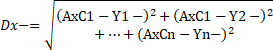 Dx−= √(AxC1 − Y1 −)² + (AxC1 − Y2 −)²
+ ⋯ + (AxCn − Yn−)²